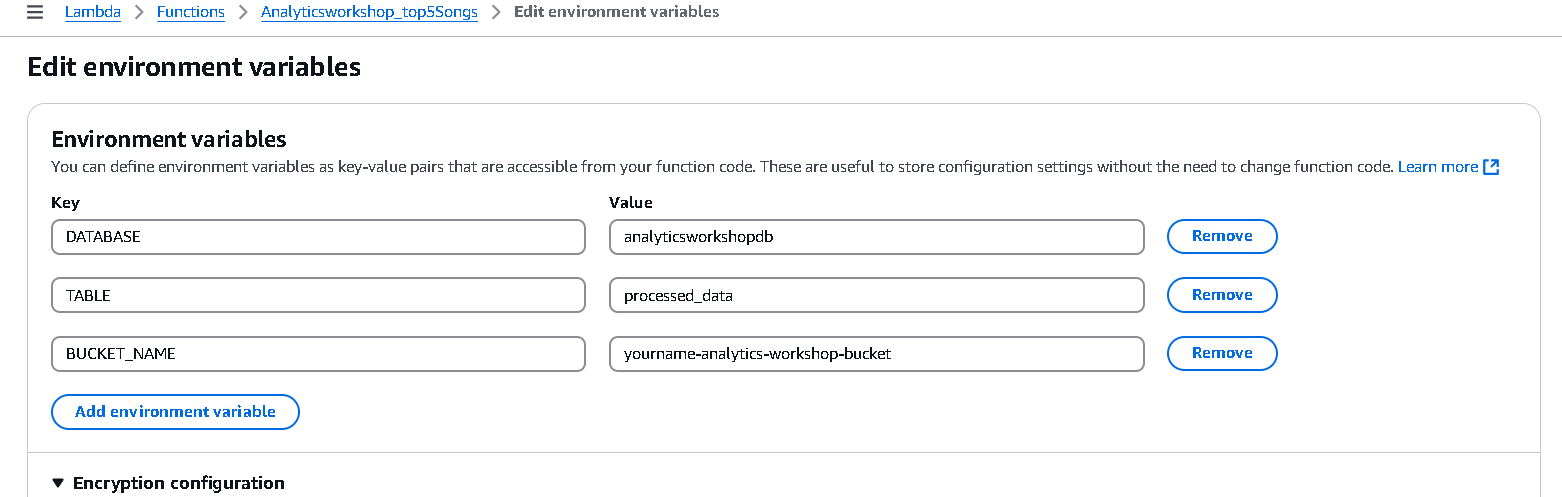 Lambda > Functions > Analyticsworkshop_top5Songs > Edit environment variables
Edit environment variables
Environment variables
You can define environment variables as key-value pairs that are accessible from your function code. These are useful to store configuration settings without the need to change function code. Learn more
Key Value
DATABASE analyticsworkshopdb Remove
TABLE processed_data Remove
BUCKET_NAME yourname-analytics-workshop-bucket Remove
Add environment variable
Encryption configuration